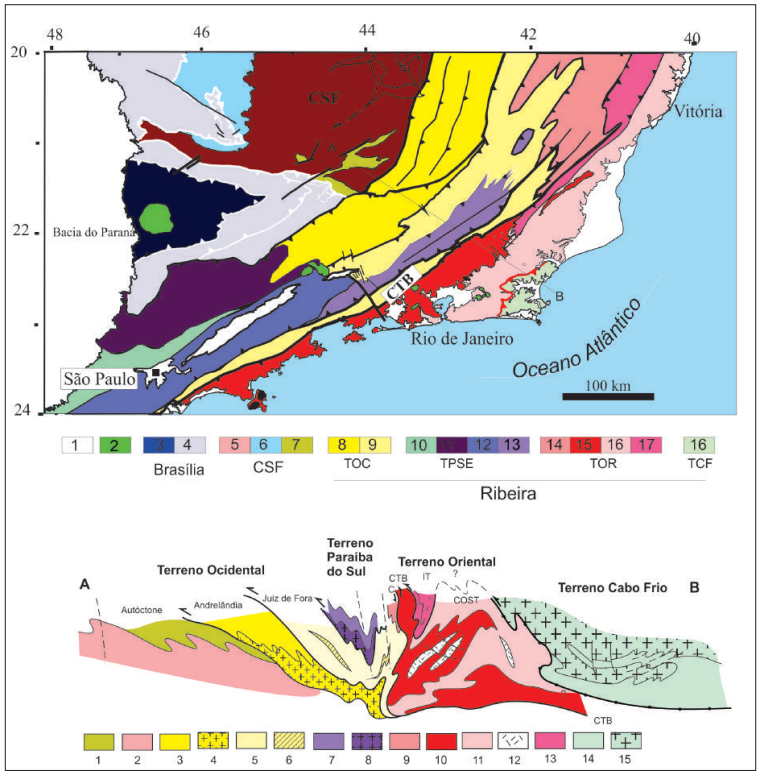 48 46 44 42 40
20 20
CSF
Vitória
Bacia do Paraná
22 22
CTB
B
Rio de Janeiro
Oceano Atlântico
São Paulo
100 km
24 24
1 2 3 4 5 6 7 8 9 10 11 12 13 14 15 16 17 16
Brasília CSF TOC TPSE TOR TCF
Ribeira
Terreno Paraíba do Sul
A Terreno Ocidental Terreno Oriental B
Terreno Cabo Frio
CTB IT ?
Autóctone Andrelândia Juiz de Fora COST
CTB
1 2 3 4 5 6 7 8 9 10 11 12 13 14 15